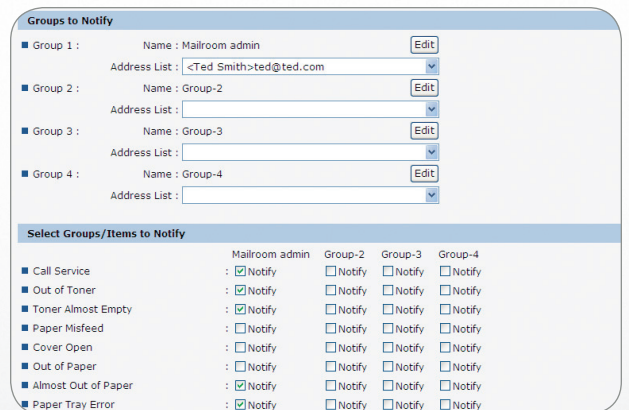 Groups to Notify
Group 1 : Name : Mailroom admin Edit
Address List : <Ted Smith>ted@ted.com
Group 2 : Name : Group-2 Edit
Address List :
Group 3 : Name : Group-3 Edit
Address List :
Group 4 : Name : Group-4 Edit
Address List :
Select Groups/Items to Notify
Mailroom admin Group-2 Group-3 Group-4
Call Service : Notify Notify Notify Notify
Out of Toner : Notify Notify Notify Notify
Toner Almost Empty : Notify Notify Notify Notify
Paper Misfeed : Notify Notify Notify Notify
Cover Open : Notify Notify Notify Notify
Out of Paper : Notify Notify Notify Notify
Almost Out of Paper : Notify Notify Notify Notify
Paper Tray Error : Notify Notify Notify Notify